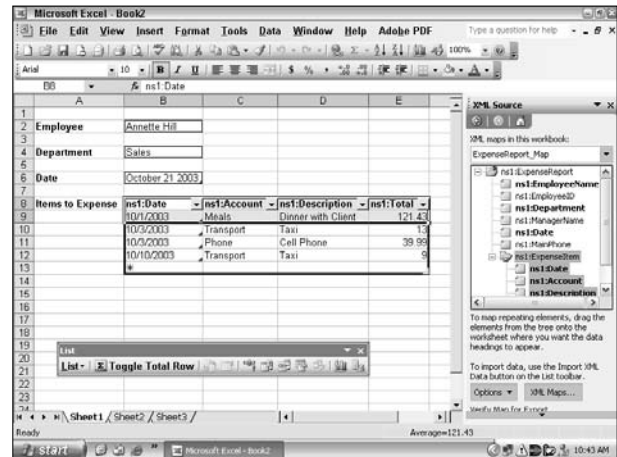 Microsoft Excel - Book2
File Edit View Insert Format Tools Data Window Help Adobe PDF
Type a question for help
100%
Arial 10 B I U $ % , A
B8 fx ns1:Date
A B C D E
1
2 Employee Annette Hill
3
4 Department Sales
5
6 Date October 21 2003
7
8 Items to Expense ns1:Date ns1:Account ns1:Description ns1:Total
9 10/1/2003 Meals Dinner with Client 121.43
10 10/3/2003 Transport Taxi 13
11 10/3/2003 Phone Cell Phone 39.99
12 10/10/2003 Transport Taxi 9
13 *
14
15
16
17
18
19
20
21
22
23
24
List
List Σ Toggle Total Row
XML Source
XML maps in this workbook:
ExpenseReport_Map
ns1:ExpenseReport
ns1:EmployeeName
ns1:EmployeeID
ns1:Department
ns1:ManagerName
ns1:Date
ns1:MainPhone
ns1:ExpenseItem
ns1:Date
ns1:Account
ns1:Description
To map repeating elements, drag the
elements from the tree onto the
worksheet where you want the data
headings to appear.
To import data, use the Import XML
Data button on the List toolbar.
Options XML Maps...
Verify Map for Export
Sheet1 Sheet2 Sheet3
Ready Average=121.43
start Microsoft Excel - Book2 10:43 AM